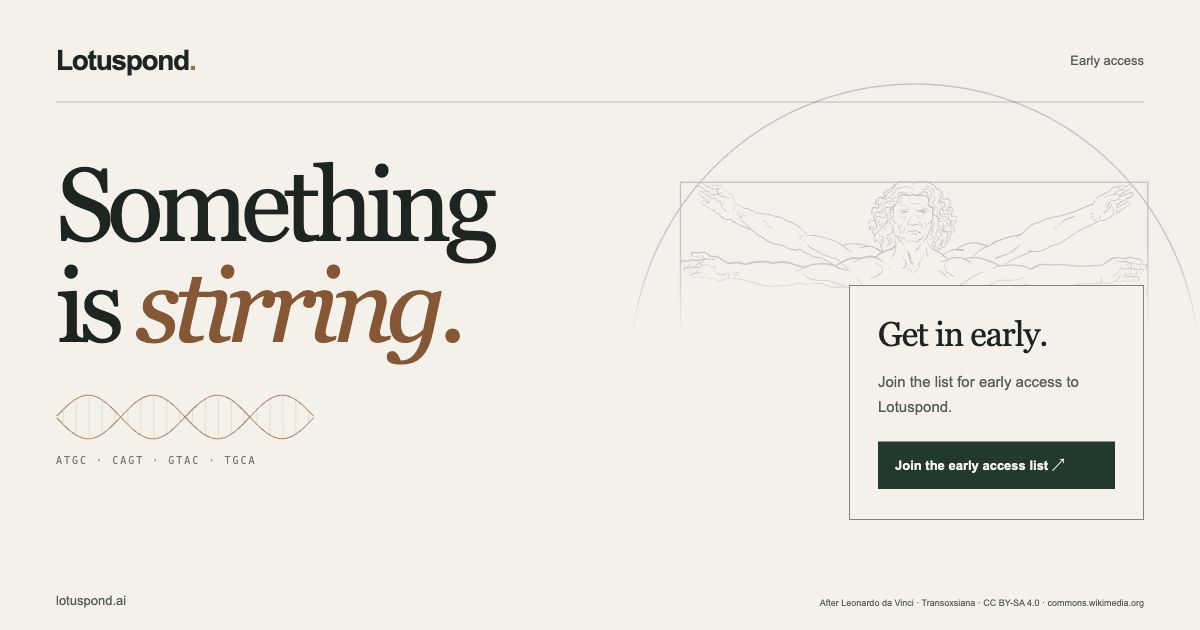 Lotuspond.
Early access
Something
is stirring.
ATGC · CAGT · GTAC · TGCA
Get in early.
Join the list for early access to
Lotuspond.
Join the early access list ↗
lotuspond.ai
After Leonardo da Vinci · Transoxsiana · CC BY-SA 4.0 · commons.wikimedia.org